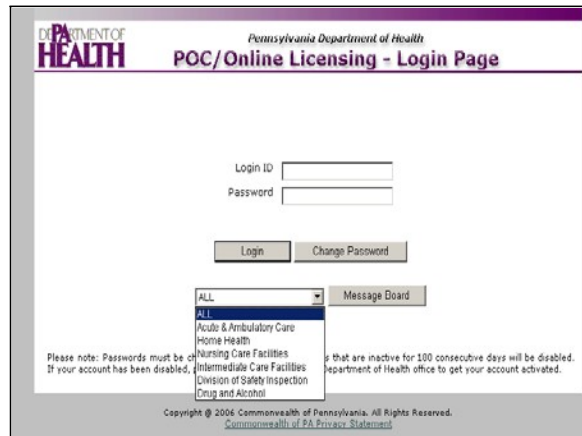 DEPARTMENT OF
HEALTH
Pennsylvania Department of Health
POC/Online Licensing - Login Page
Login ID
Password
Login
Change Password
ALL
Message Board
ALL
Acute & Ambulatory Care
Home Health
Nursing Care Facilities
Intermediate Care Facilities
Division of Safety Inspection
Drug and Alcohol
Please note: Passwords must be ch s that are inactive for 100 consecutive days will be disabled.
If your account has been disabled, p Department of Health office to get your account activated.
Copyright @ 2006 Commonwealth of Pennsylvania. All Rights Reserved.
Commonwealth of PA Privacy Statement